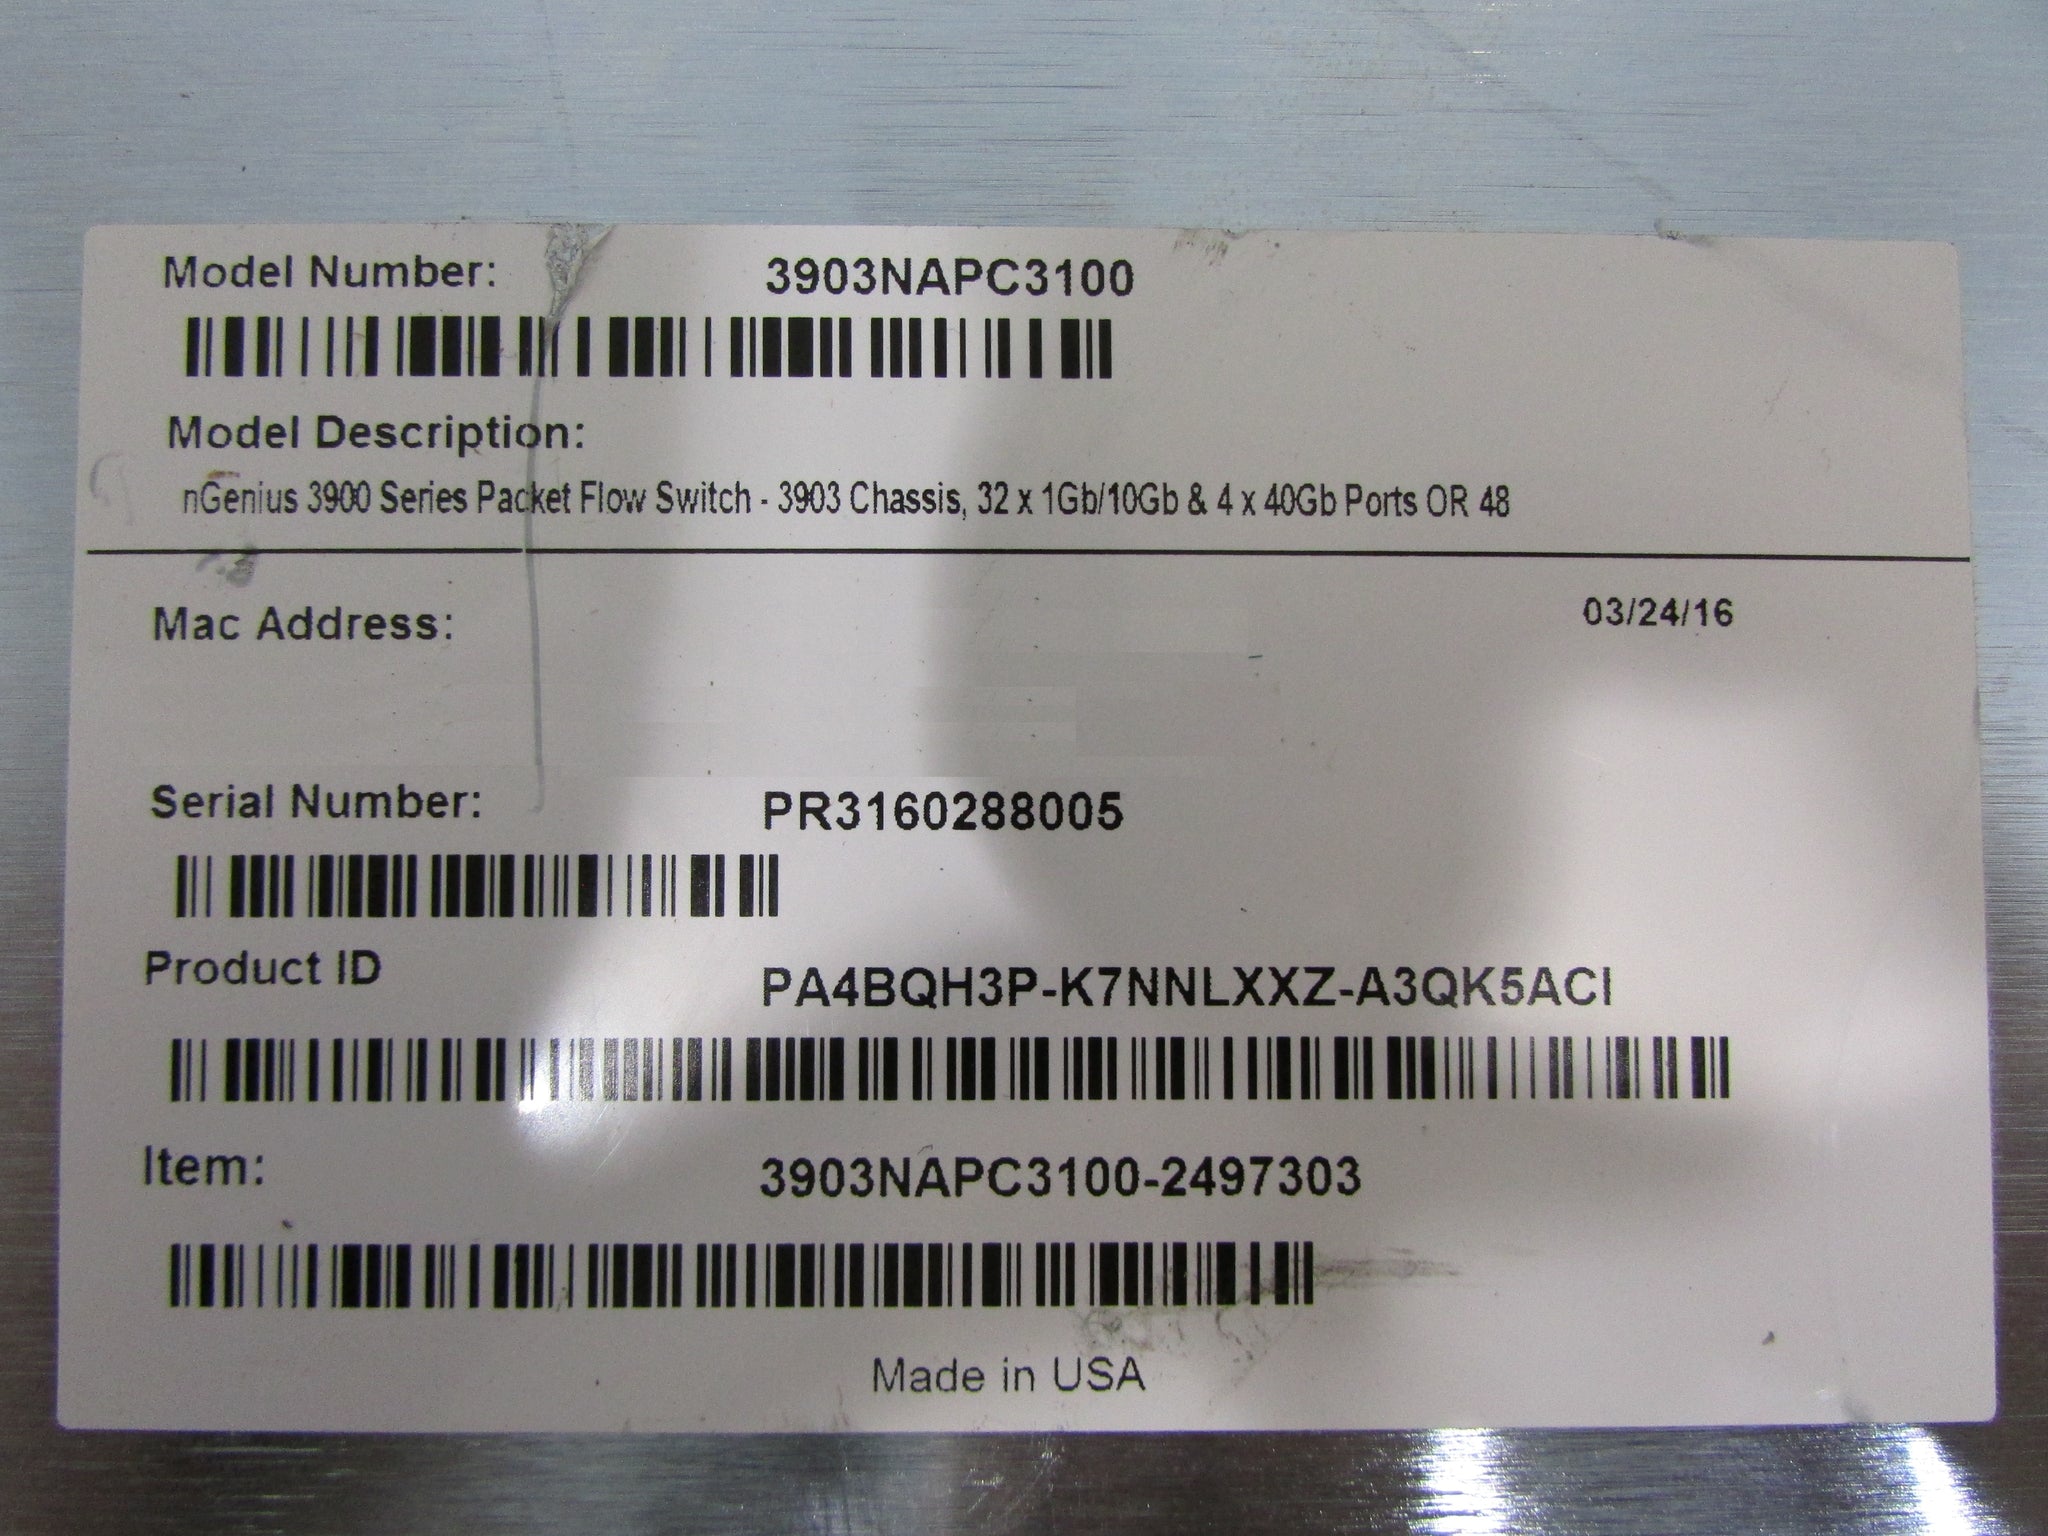 Model Number: 3903NAPC3100
Model Description:
nGenius 3900 Series Packet Flow Switch - 3903 Chassis, 32 x 1Gb/10Gb & 4 x 40Gb Ports OR 48
Mac Address: 03/24/16
Serial Number: PR3160288005
Product ID PA4BQH3P-K7NNLXXZ-A3QK5ACI
Item: 3903NAPC3100-2497303
Made in USA